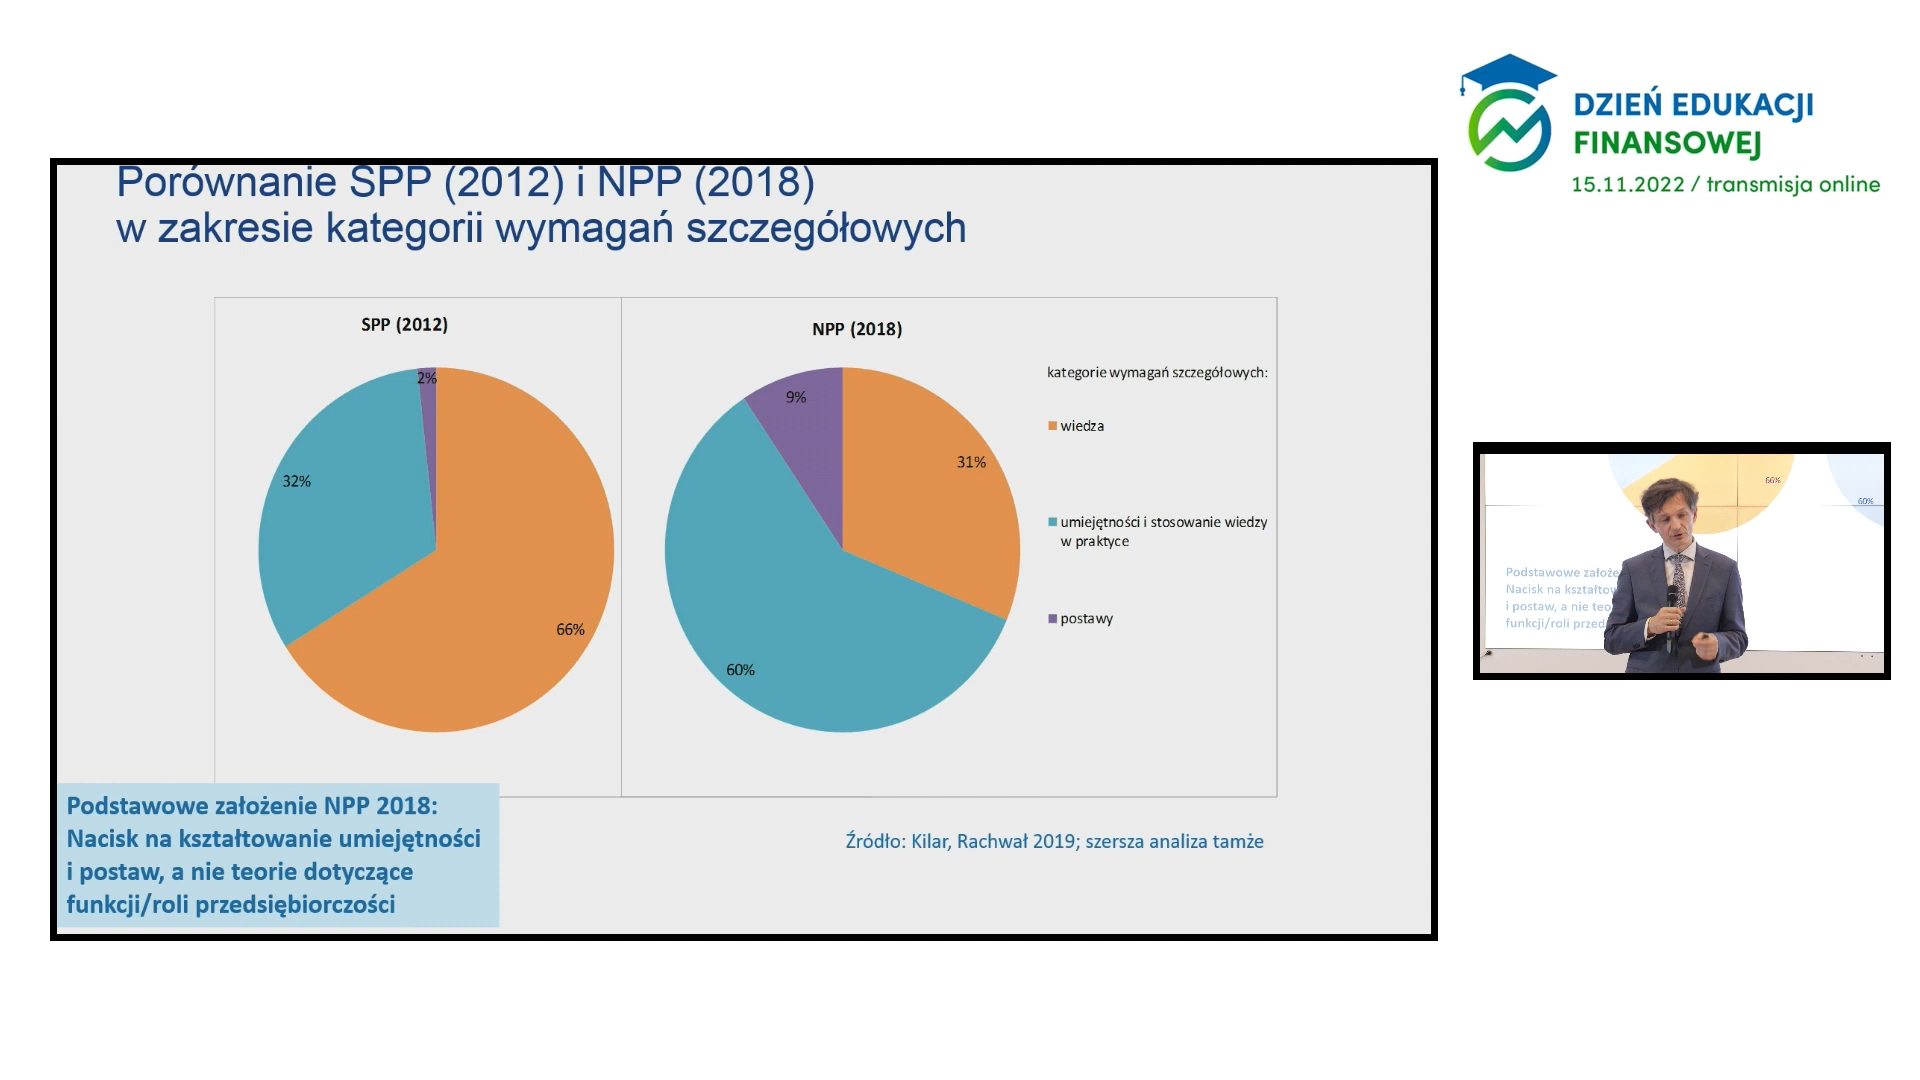 DZIEŃ EDUKACJI
FINANSOWEJ
15.11.2022 / transmisja online
Porównanie SPP (2012) i NPP (2018)
w zakresie kategorii wymagań szczegółowych
SPP (2012)
2%
32%
66%
NPP (2018)
9%
31%
60%
kategorie wymagań szczegółowych:
wiedza
umiejętności i stosowanie wiedzy
w praktyce
postawy
Podstawowe założenie NPP 2018:
Nacisk na kształtowanie umiejętności
i postaw, a nie teorie dotyczące
funkcji/roli przedsiębiorczości
Źródło: Kilar, Rachwał 2019; szersza analiza tamże
66%
60%
Podstawowe założe
Nacisk na kształtow
i postaw, a nie teo
funkcji/roli przed